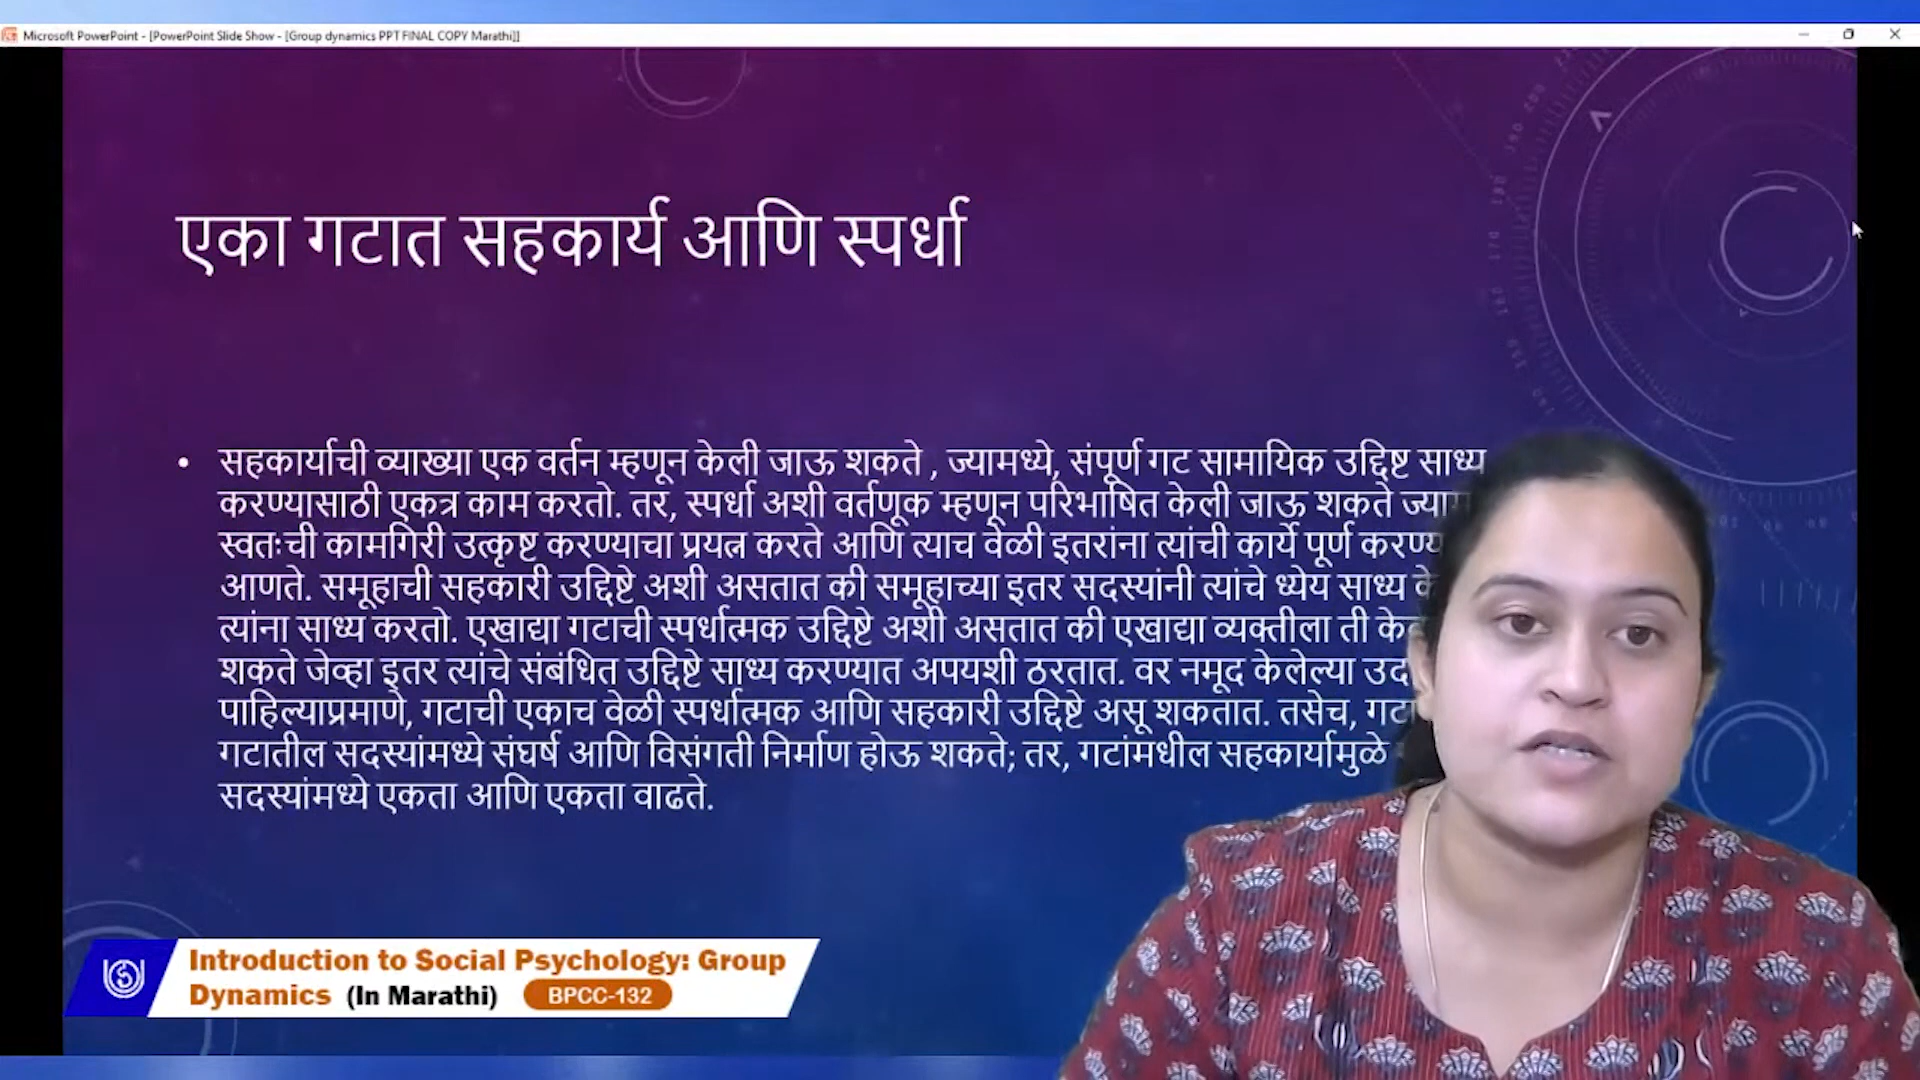 Microsoft PowerPoint - [PowerPoint Slide Show - [Group dynamics PPT FINAL COPY Marathi]]
एका गटात सहकार्य आणि स्पर्धा
• सहकार्याची व्याख्या एक वर्तन म्हणून केली जाऊ शकते , ज्यामध्ये, संपूर्ण गट सामायिक उद्दिष्ट साध्य
करण्यासाठी एकत्र काम करतो. तर, स्पर्धा अशी वर्तणूक म्हणून परिभाषित केली जाऊ शकते
स्वतःची कामगिरी उत्कृष्ट करण्याचा प्रयत्न करते आणि त्याच वेळी इतरांना त्यांची कार्ये पूर्ण
आणते. समूहाची सहकारी उद्दिष्टे अशी असतात की समूहाच्या इतर सदस्यांनी त्यांचे ध्येय साध्य
त्यांना साध्य करतो. एखाद्या गटाची स्पर्धात्मक उद्दिष्टे अशी असतात की एखाद्या व्यक्तीला ती
शकते जेव्हा इतर त्यांचे संबंधित उद्दिष्टे साध्य करण्यात अपयशी ठरतात. वर नमूद केलेल्या
पाहिल्याप्रमाणे, गटाची एकाच वेळी स्पर्धात्मक आणि सहकारी उद्दिष्टे असू शकतात. तसेच,
गटातील सदस्यांमध्ये संघर्ष आणि विसंगती निर्माण होऊ शकते; तर, गटांमधील सहकार्यामुळे
सदस्यांमध्ये एकता आणि एकता वाढते.
Introduction to Social Psychology: Group
Dynamics (In Marathi) BPCC-132